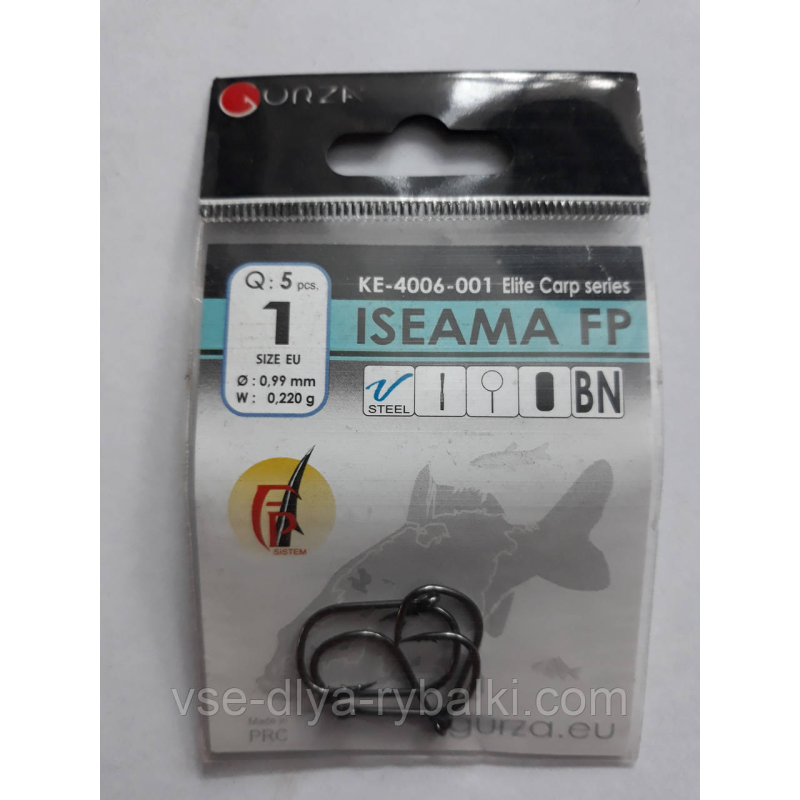 GURZA
Q: 5 pcs.
1
SIZE EU
Ø : 0,99 mm
W : 0,220 g
KE-4006-001 Elite Carp series
ISEAMA FP
V STEEL
BN
FP
SISTEM
vse-dlya-rybalki.com
Made in
PRC
gurza.eu